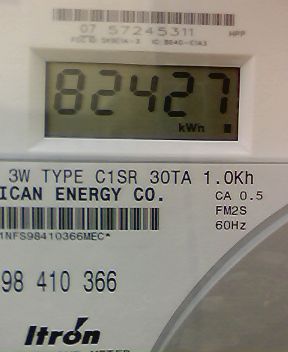 07 57245311 HPP
82427
kWh
3W TYPE C1SR 30TA 1.0Kh
ICAN ENERGY CO. CA 0.5
FM2S
1NFS98410366MEC*
60Hz
98 410 366
Itron